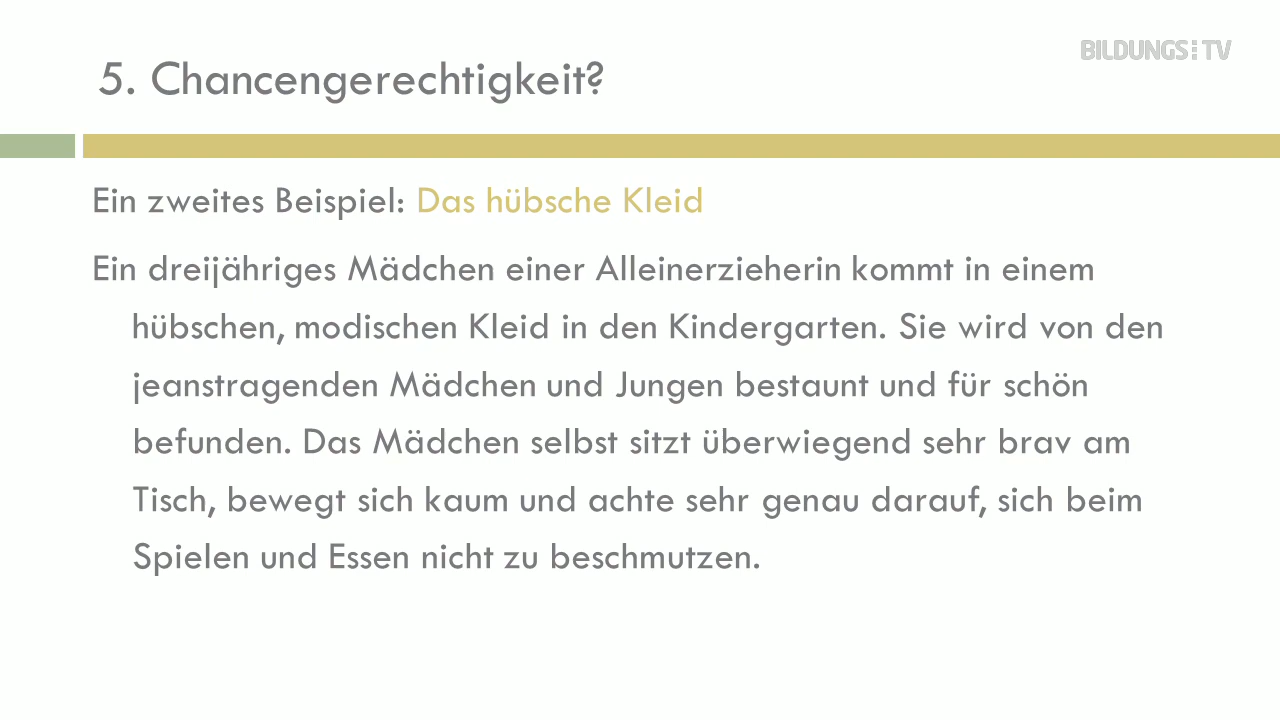 5. Chancengerechtigkeit?
BILDUNGS TV
Ein zweites Beispiel: Das hübsche Kleid
Ein dreijähriges Mädchen einer Alleinerzieherin kommt in einem
hübschen, modischen Kleid in den Kindergarten. Sie wird von den
jeanstragenden Mädchen und Jungen bestaunt und für schön
befunden. Das Mädchen selbst sitzt überwiegend sehr brav am
Tisch, bewegt sich kaum und achte sehr genau darauf, sich beim
Spielen und Essen nicht zu beschmutzen.